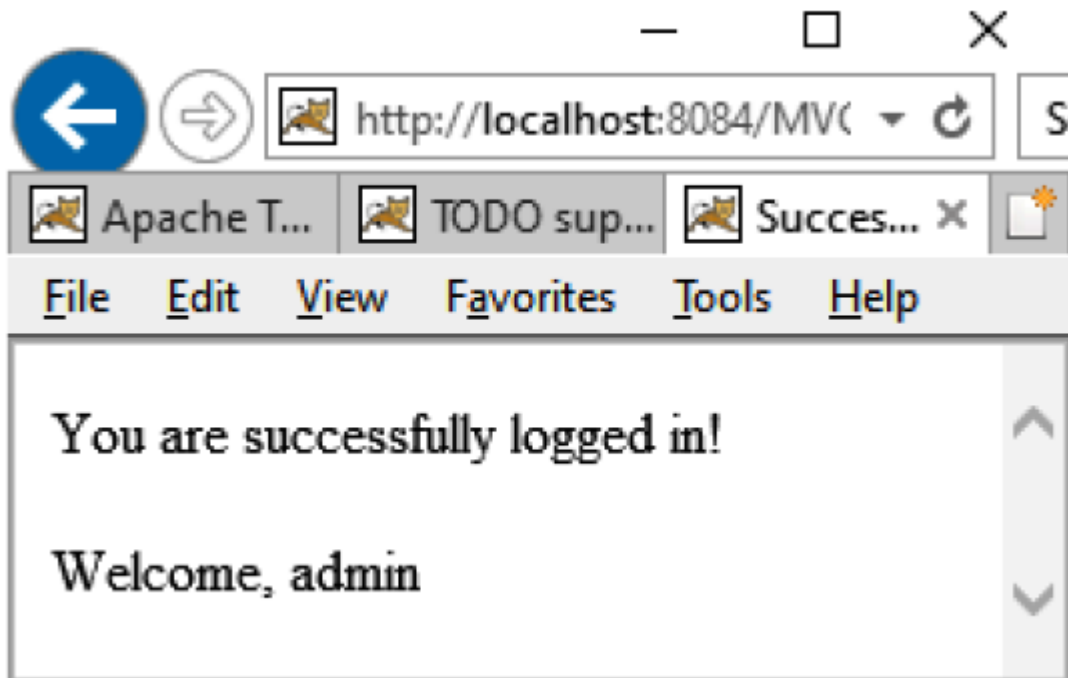 http://localhost:8084/MV
S
Apache T... TODO sup... Succes...
File Edit View Favorites Tools Help
You are successfully logged in!
Welcome, admin